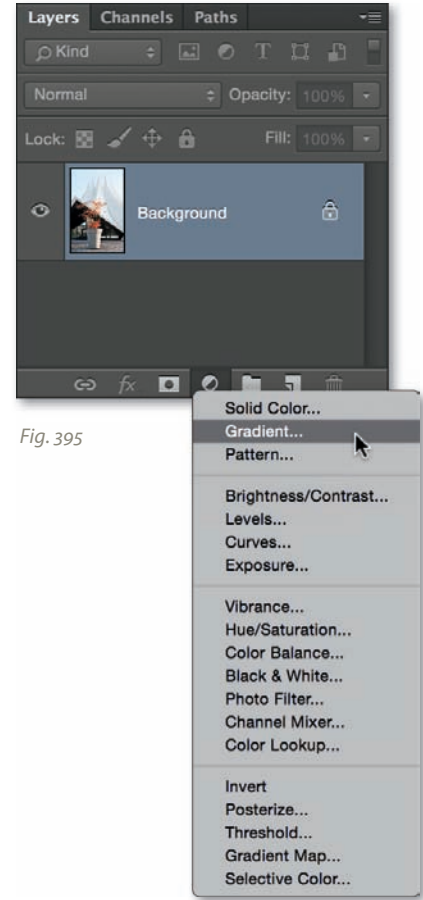 Layers Channels Paths
Kind
Normal Opacity: 100%
Lock: Fill: 100%
Background
fx
Fig. 395
Solid Color...
Gradient...
Pattern...
Brightness/Contrast...
Levels...
Curves...
Exposure...
Vibrance...
Hue/Saturation...
Color Balance...
Black & White...
Photo Filter...
Channel Mixer...
Color Lookup...
Invert
Posterize...
Threshold...
Gradient Map...
Selective Color...